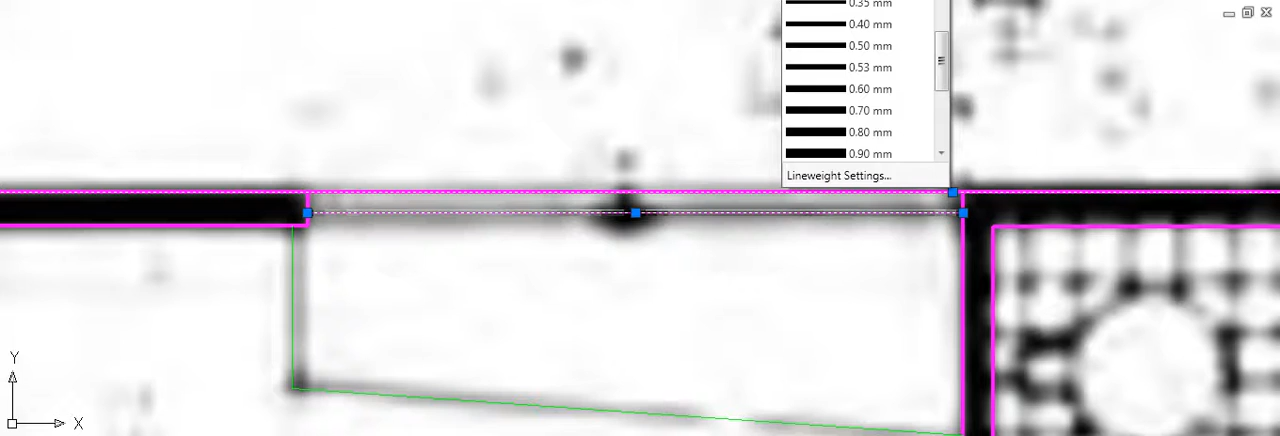 0.35 mm
0.40 mm
0.50 mm
0.53 mm
0.60 mm
0.70 mm
0.80 mm
0.90 mm
Lineweight Settings...
Y
X